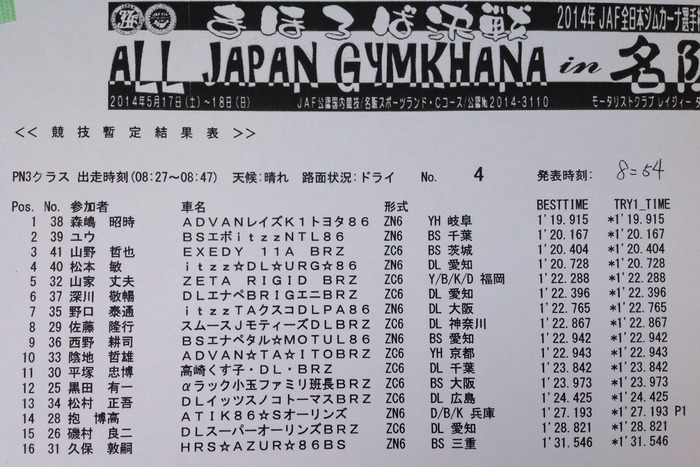 まほろば決戦
2014年 JAF全日本ジムカーナ選手
ALL JAPAN GYMKHANA in 名阪
2014年5月17日(土)~18日(日) JAF公認国内競技/名阪スポーツランド・Cコース/公認№2014-3110 モータリストクラブ レイジィー
<< 競 技 暫 定 結 果 表 >>
PN3クラス 出走時刻(08:27~08:47) 天候:晴れ 路面状況:ドライ No. 4 発表時刻: 8=54
Pos. No. 参加者 車名 形式 BESTTIME TRY1_TIME
1 38 森嶋 昭時 ADVANレイズK1トヨタ86 ZN6 YH 岐阜 1'19.915 *1'19.915
2 39 ユウ BSエボitzzNTL86 ZN6 BS 千葉 1'20.167 *1'20.167
3 41 山野 哲也 EXEDY 11A BRZ ZC6 BS 茨城 1'20.404 *1'20.404
4 40 松本 敏 itzz☆DL☆URG☆86 ZN6 DL 愛知 1'20.728 *1'20.728
5 32 山家 丈夫 ZETA RIGID BRZ ZC6 Y/B/K/D 福岡 1'22.288 *1'22.288
6 37 深川 敬暢 DLエナペBRIGエニBRZ ZC6 DL 愛知 1'22.396 *1'22.396
7 35 野口 泰通 itzzTAクスコDLPA86 ZN6 DL 大阪 1'22.765 *1'22.765
8 29 佐藤 隆行 スムースJモティーズDLBRZ ZC6 DL 神奈川 1'22.867 *1'22.867
9 36 西野 耕司 BSエナペタル★MOTUL86 ZN6 BS 愛知 1'22.942 *1'22.942
10 33 陰地 哲雄 ADVAN☆TA☆ITOBRZ ZC6 YH 京都 1'22.943 *1'22.943
11 30 平塚 忠博 高崎くす子・DL・BRZ ZC6 DL 千葉 1'23.842 *1'23.842
12 25 黒田 有一 αラック小玉ファミリ班長BRZ ZC6 BS 大阪 1'23.973 *1'23.973
13 34 松村 正吾 DLイッツスノコトーマスBRZ ZC6 DL 広島 1'24.425 *1'24.425
14 28 抱 博高 ATIK86☆Sオーリンズ ZN6 D/B/K 兵庫 1'27.193 *1'27.193 P1
15 26 磯村 良二 DLスーパーオーリンズBRZ ZC6 DL 愛知 1'28.821 *1'28.821
16 31 久保 敦嗣 HRS☆AZUR☆86BS ZN6 BS 三重 1'31.546 *1'31.546